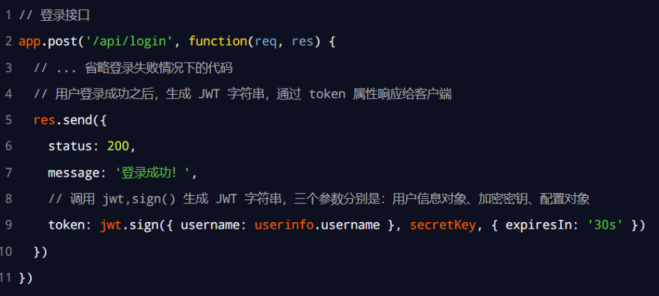 1 // 登录接口
2 app.post('/api/login', function(req, res) {
3   // ... 省略登录失败情况下的代码
4   // 用户登录成功之后，生成 JWT 字符串，通过 token 属性响应给客户端
5   res.send({
6     status: 200,
7     message: '登录成功！',
8     // 调用 jwt,sign() 生成 JWT 字符串，三个参数分别是：用户信息对象、加密密钥、配置对象
9     token: jwt.sign({ username: userinfo.username }, secretKey, { expiresIn: '30s' })
10   })
11 })